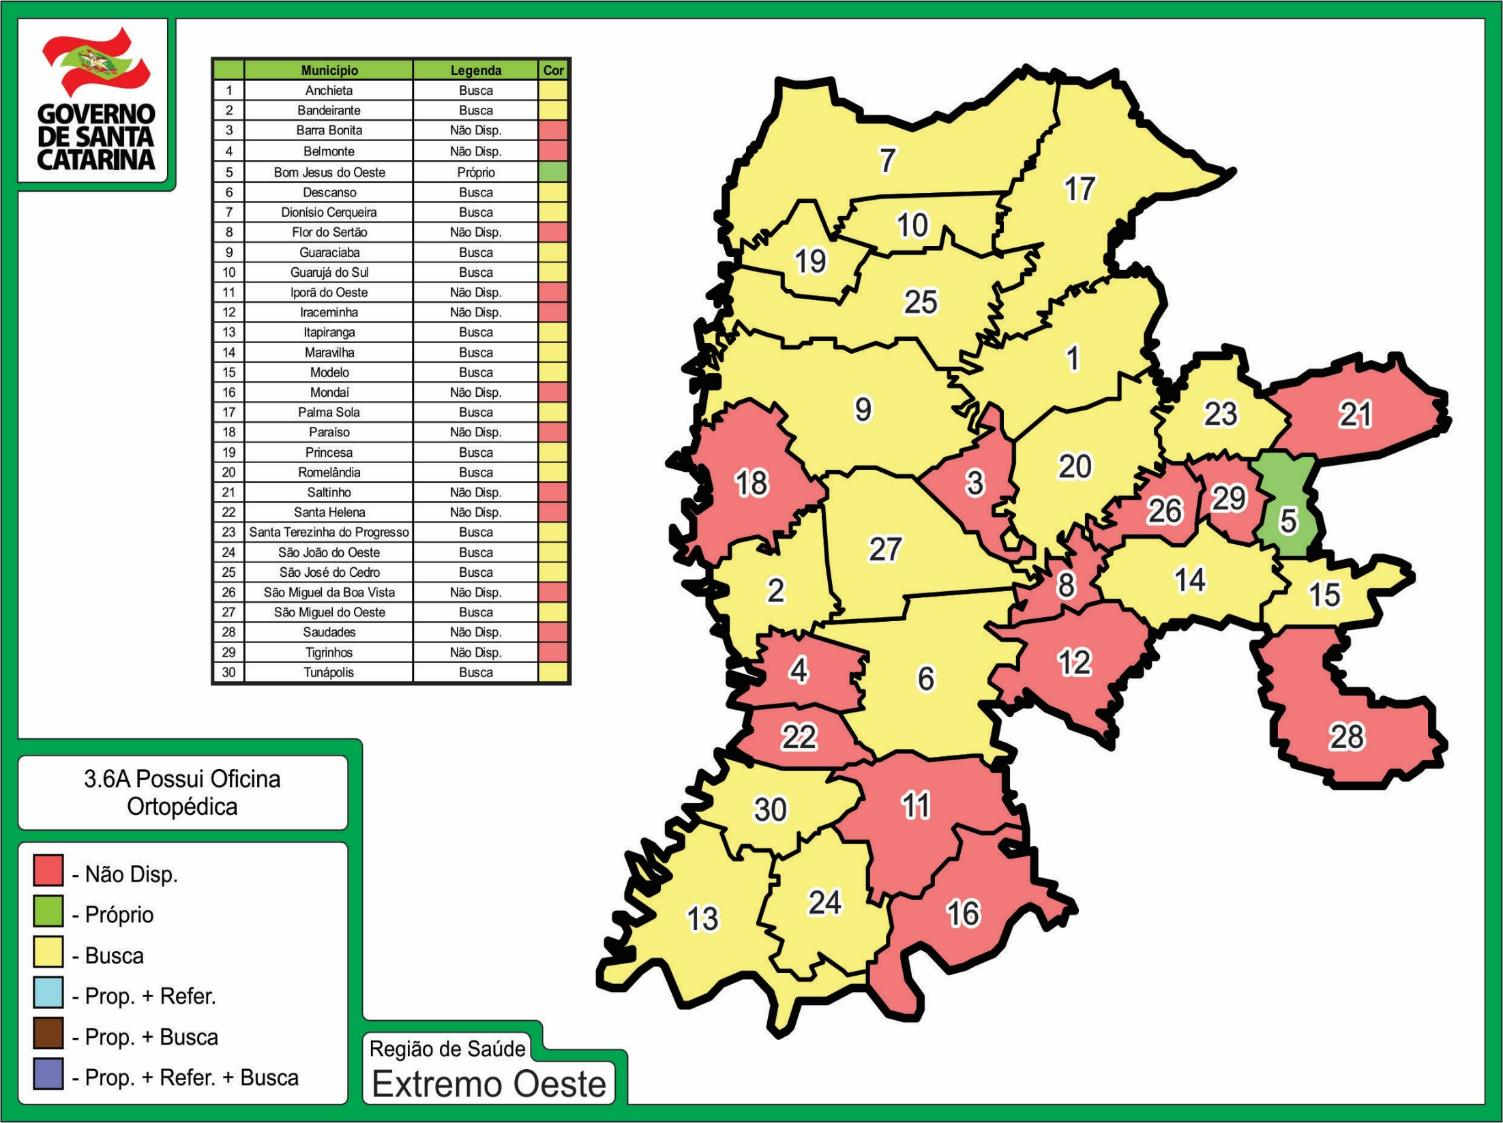 GOVERNO
DE SANTA
CATARINA
Município Legenda Cor
1 Anchieta Busca
2 Bandeirante Busca
3 Barra Bonita Não Disp.
4 Belmonte Não Disp.
5 Bom Jesus do Oeste Próprio
6 Descanso Busca
7 Dionísio Cerqueira Busca
8 Flor do Sertão Não Disp.
9 Guaraciaba Busca
10 Guarujá do Sul Busca
11 Iporã do Oeste Não Disp.
12 Iraceminha Não Disp.
13 Itapiranga Busca
14 Maravilha Busca
15 Modelo Busca
16 Mondaí Não Disp.
17 Palma Sola Busca
18 Paraíso Não Disp.
19 Princesa Busca
20 Romelândia Busca
21 Saltinho Não Disp.
22 Santa Helena Não Disp.
23 Santa Terezinha do Progresso Busca
24 São João do Oeste Busca
25 São José do Cedro Busca
26 São Miguel da Boa Vista Não Disp.
27 São Miguel do Oeste Busca
28 Saudades Não Disp.
29 Tigrinhos Não Disp.
30 Tunápolis Busca
7
17
10
19
25
1
9
23
21
18
3
20
26
29
5
27
2
8
14
15
4
6
12
22
28
30
11
13
24
16
3.6A Possui Oficina
Ortopédica
- Não Disp.
- Próprio
- Busca
- Prop. + Refer.
- Prop. + Busca
- Prop. + Refer. + Busca
Região de Saúde
Extremo Oeste